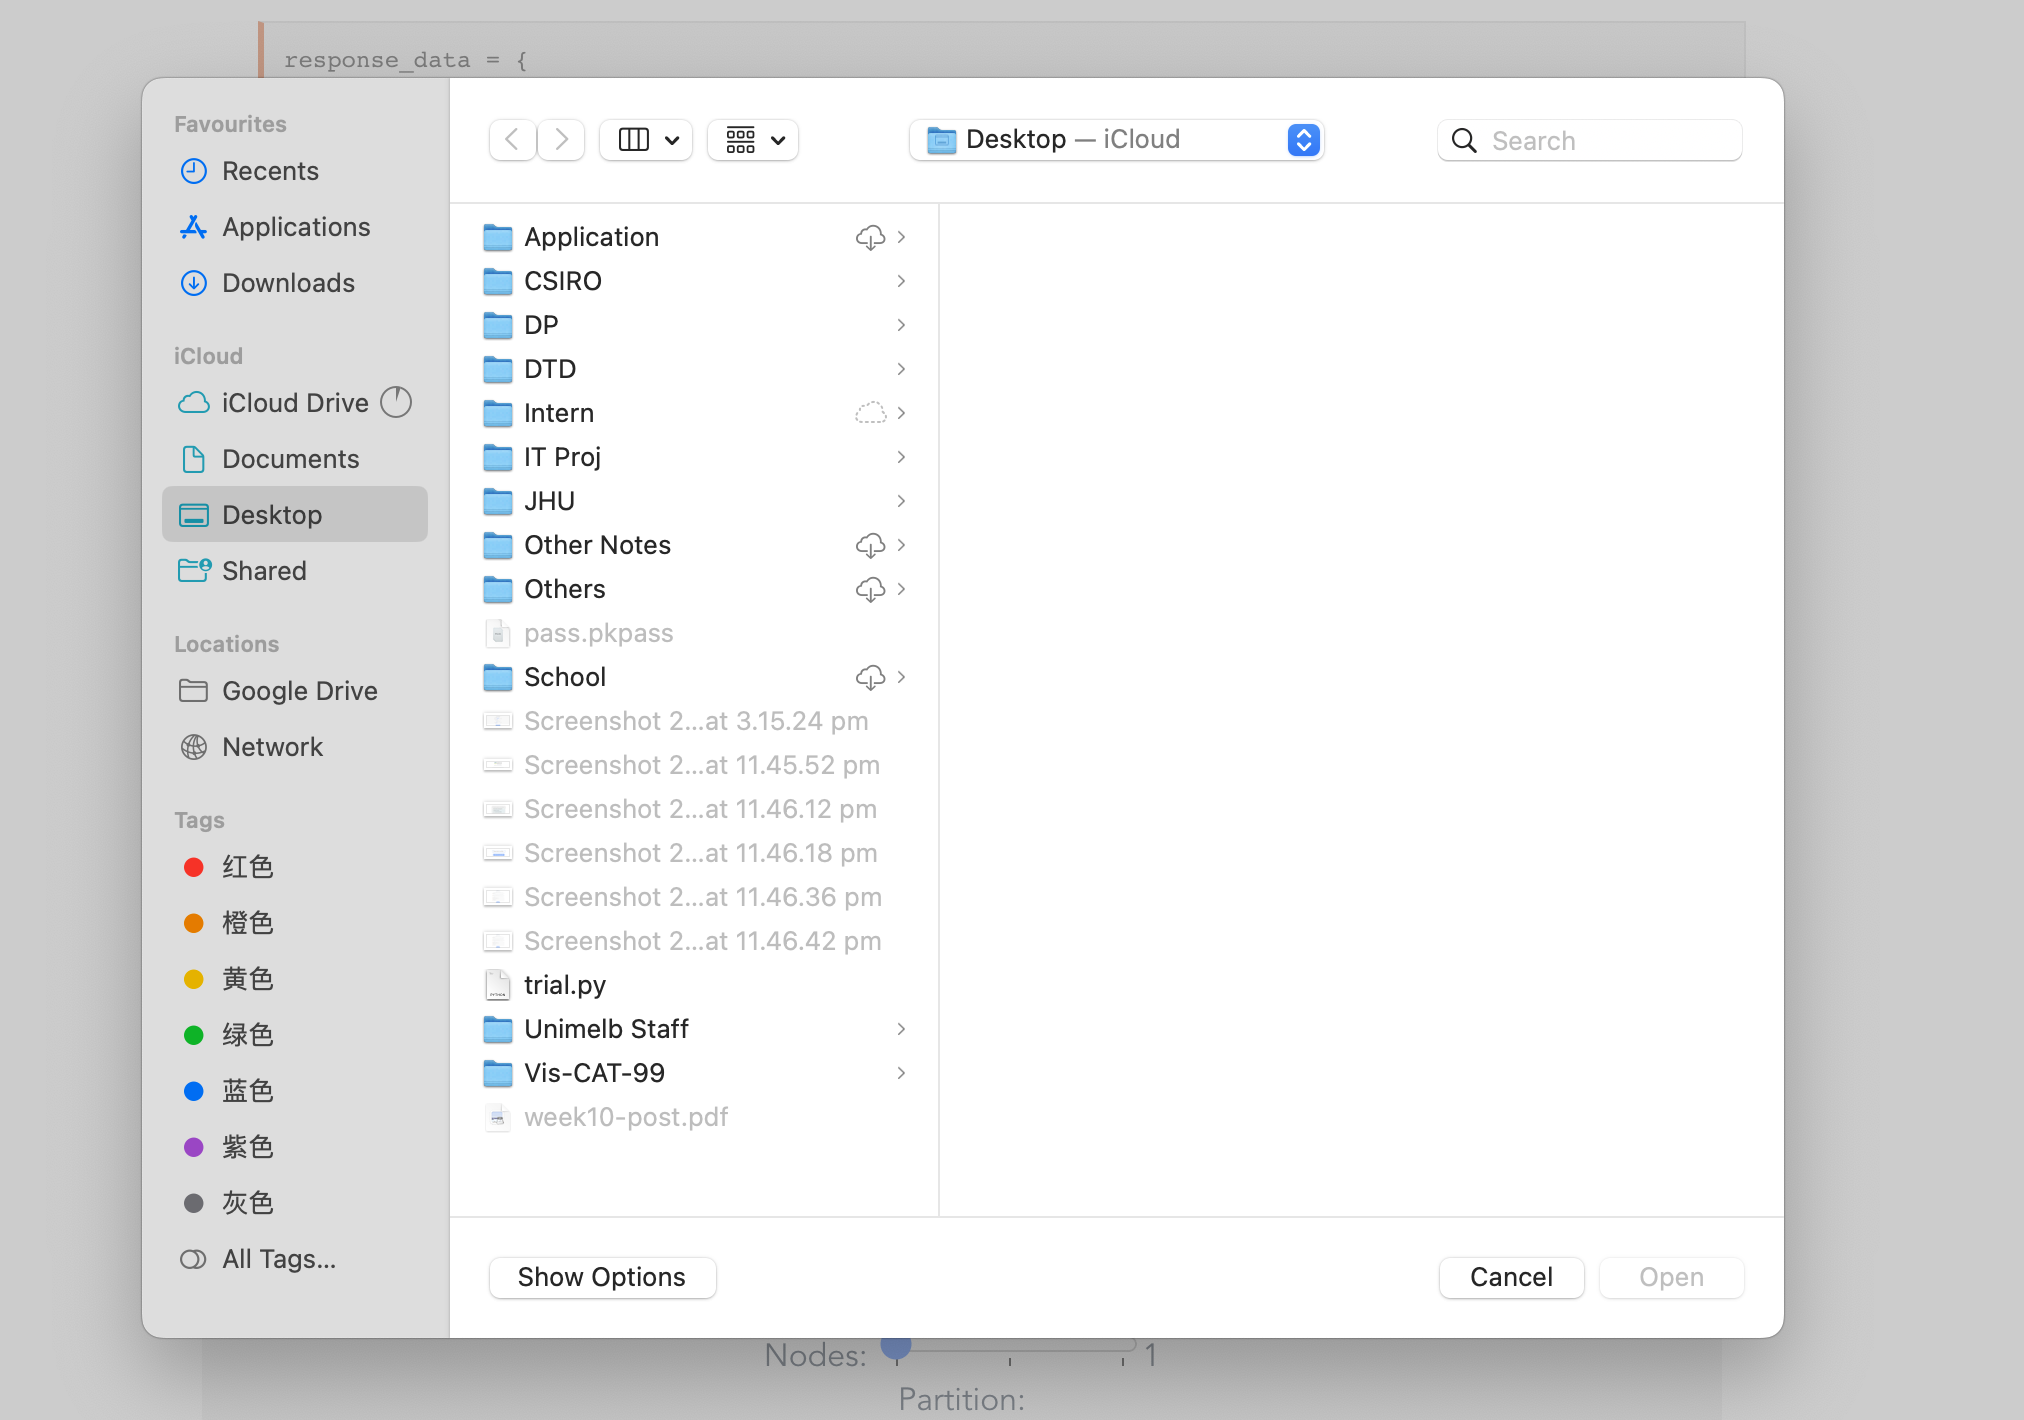 response_data = {
Favourites
Recents
Applications
Downloads
iCloud
iCloud Drive
Documents
Desktop
Shared
Locations
Google Drive
Network
Tags
红色
橙色
黄色
绿色
蓝色
紫色
灰色
All Tags...
Desktop — iCloud
Search
Application
CSIRO
DP
DTD
Intern
IT Proj
JHU
Other Notes
Others
pass.pkpass
School
Screenshot 2...at 3.15.24 pm
Screenshot 2...at 11.45.52 pm
Screenshot 2...at 11.46.12 pm
Screenshot 2...at 11.46.18 pm
Screenshot 2...at 11.46.36 pm
Screenshot 2...at 11.46.42 pm
trial.py
Unimelb Staff
Vis-CAT-99
week10-post.pdf
Show Options
Cancel
Open
Nodes: 1
Partition: